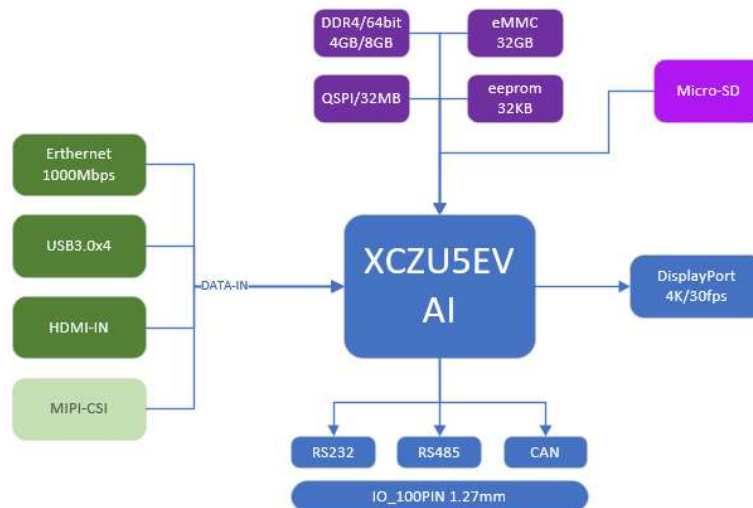 DDR4/64bit
4GB/8GB
eMMC
32GB
QSPI/32MB
eeprom
32KB
Micro-SD
Erthernet
1000Mbps
USB3.0x4
HDMI-IN
MIPI-CSI
DATA-IN
XCZU5EV
AI
DisplayPort
4K/30fps
RS232
RS485
CAN
IO_100PIN 1.27mm